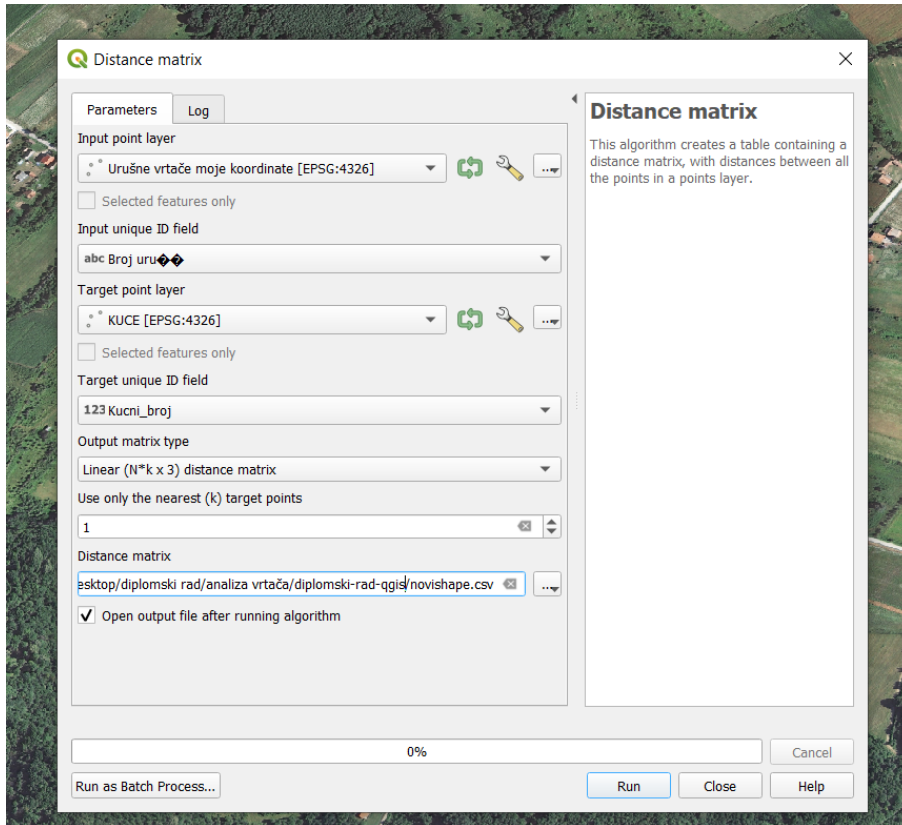 Distance matrix
Parameters
Log
Input point layer
Urušne vrtače moje koordinate [EPSG:4326]
...
Selected features only
Input unique ID field
abc Broj uru��
Target point layer
KUCE [EPSG:4326]
...
Selected features only
Target unique ID field
123 Kucni_broj
Output matrix type
Linear (N*k x 3) distance matrix
Use only the nearest (k) target points
1
Distance matrix
esktop/diplomski rad/analiza vrtača/diplomski-rad-qgis/novishape.csv
...
Open output file after running algorithm
Distance matrix
This algorithm creates a table containing a
distance matrix, with distances between all
the points in a points layer.
0%
Cancel
Run as Batch Process...
Run
Close
Help